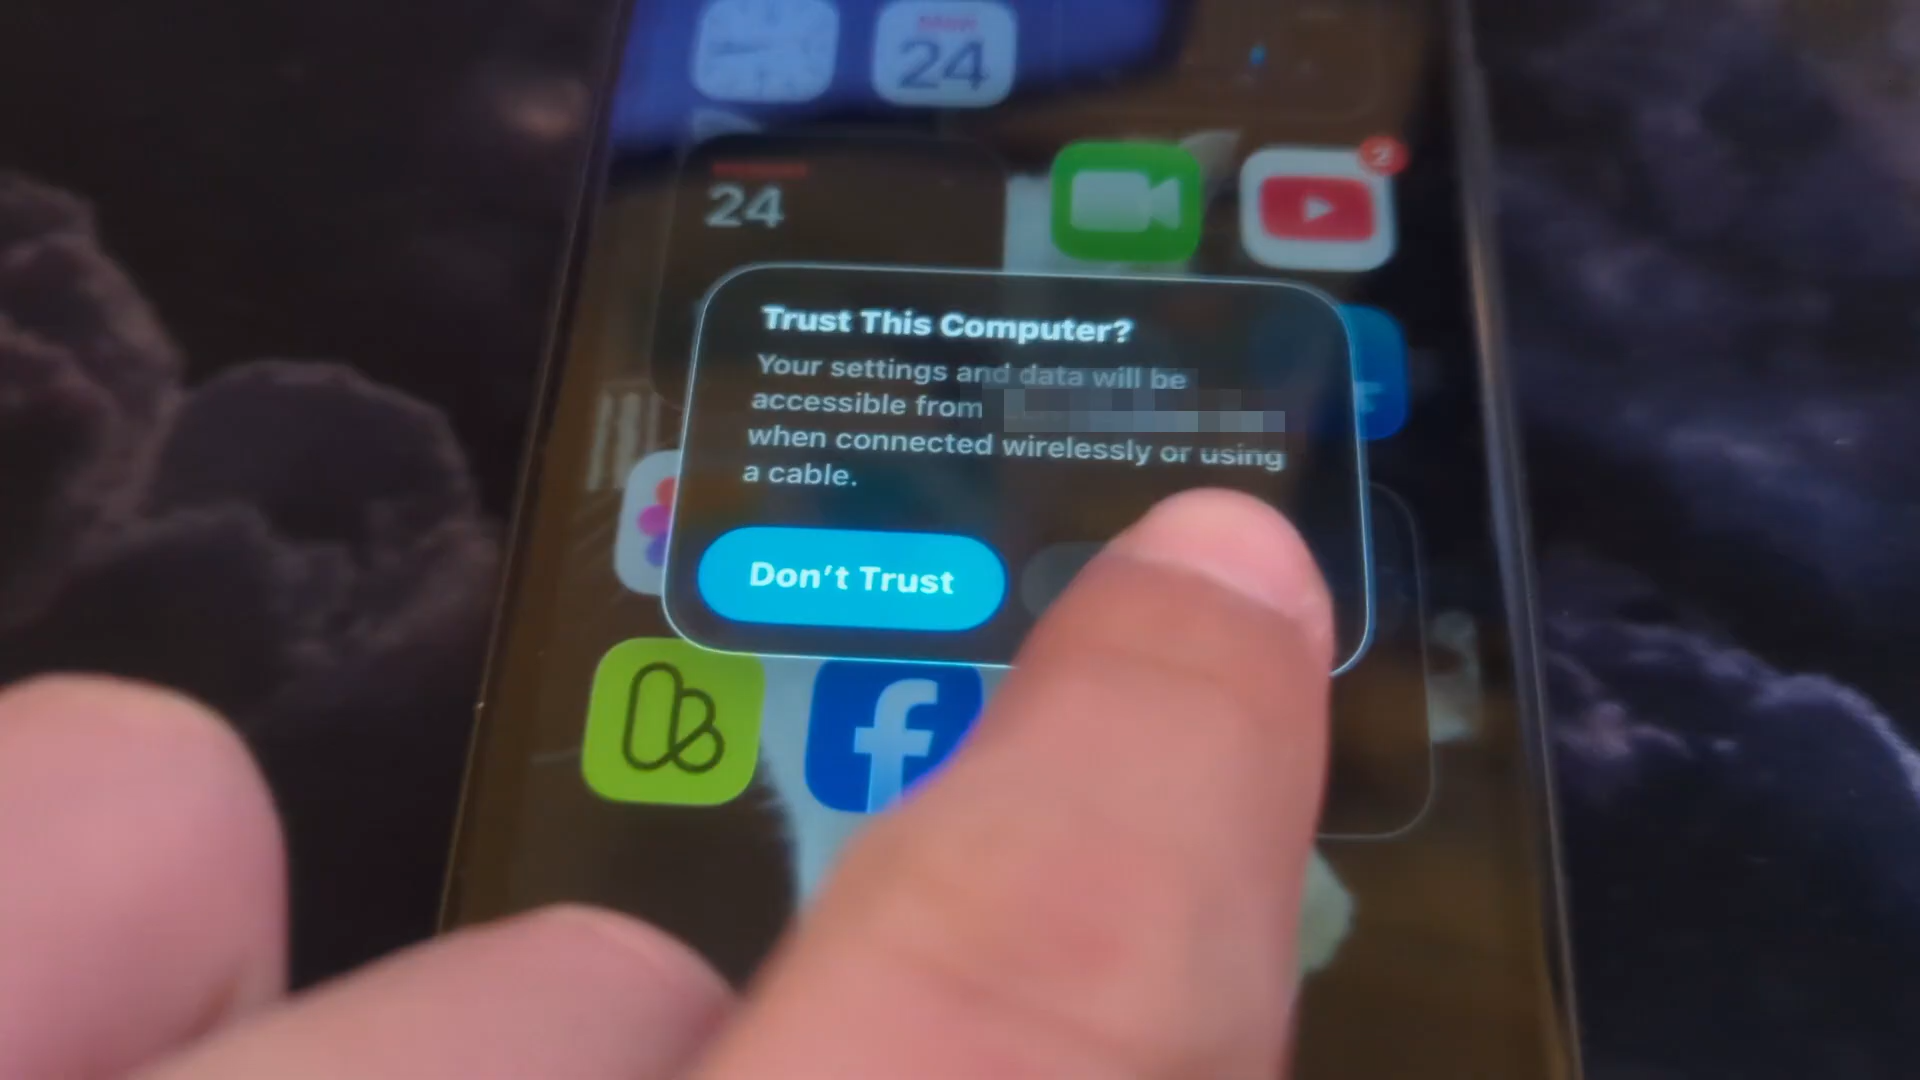 24
24
2
Trust This Computer?
Your settings and data will be
accessible from
when connected wirelessly or using
a cable.
Don't Trust
f